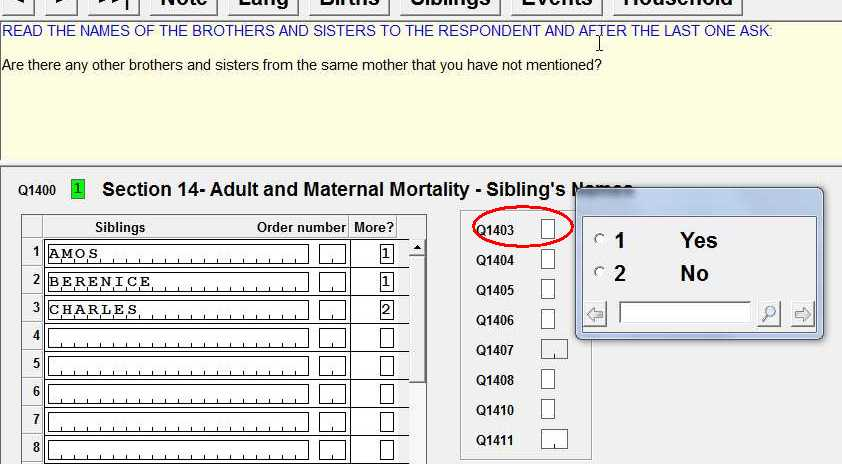 Note Lang Births Siblings Events Household
READ THE NAMES OF THE BROTHERS AND SISTERS TO THE RESPONDENT AND AFTER THE LAST ONE ASK:
Are there any other brothers and sisters from the same mother that you have not mentioned?
Q1400 1 Section 14- Adult and Maternal Mortality - Sibling's Names
Siblings Order number More?
1 AMOS 1
2 BERENICE 1
3 CHARLES 2
4
5
6
7
8
Q1403
Q1404
Q1405
Q1406
Q1407
Q1408
Q1410
Q1411
1 Yes
2 No